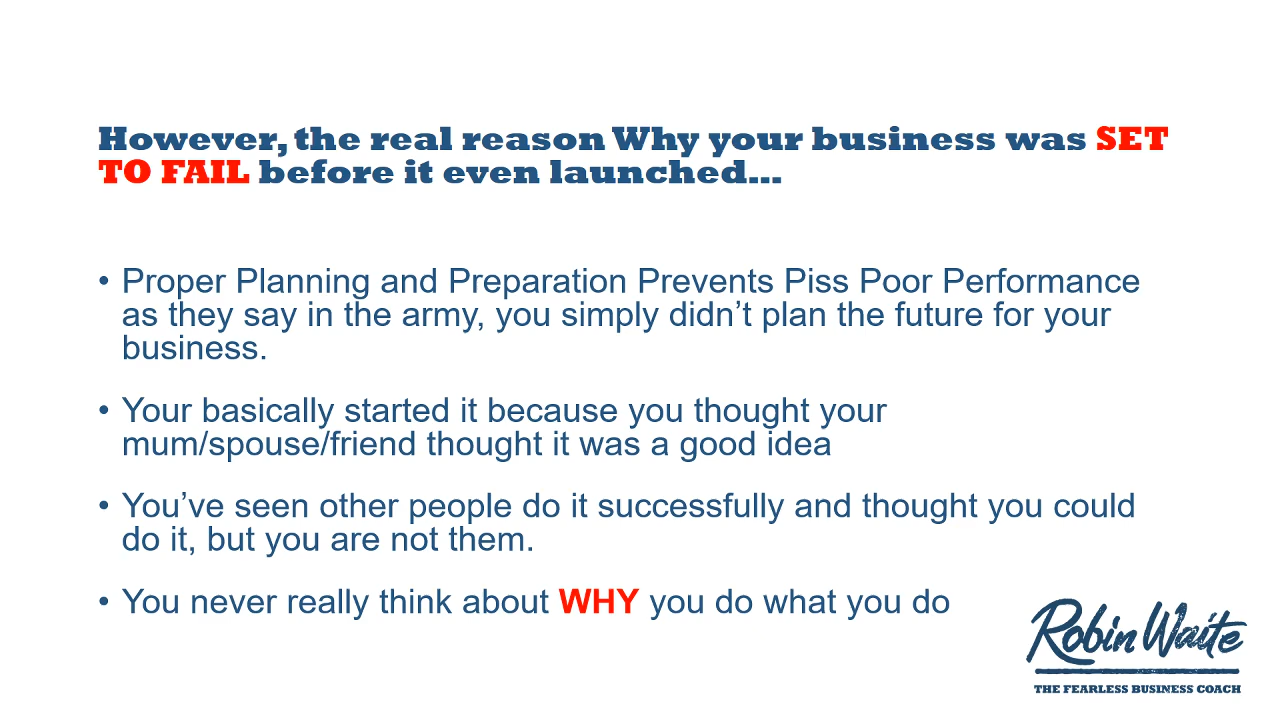 However, the real reason Why your business was SET
TO FAIL before it even launched...
• Proper Planning and Preparation Prevents Piss Poor Performance
as they say in the army, you simply didn’t plan the future for your
business.
• Your basically started it because you thought your
mum/spouse/friend thought it was a good idea
• You’ve seen other people do it successfully and thought you could
do it, but you are not them.
• You never really think about WHY you do what you do
Robin Waite
THE FEARLESS BUSINESS COACH